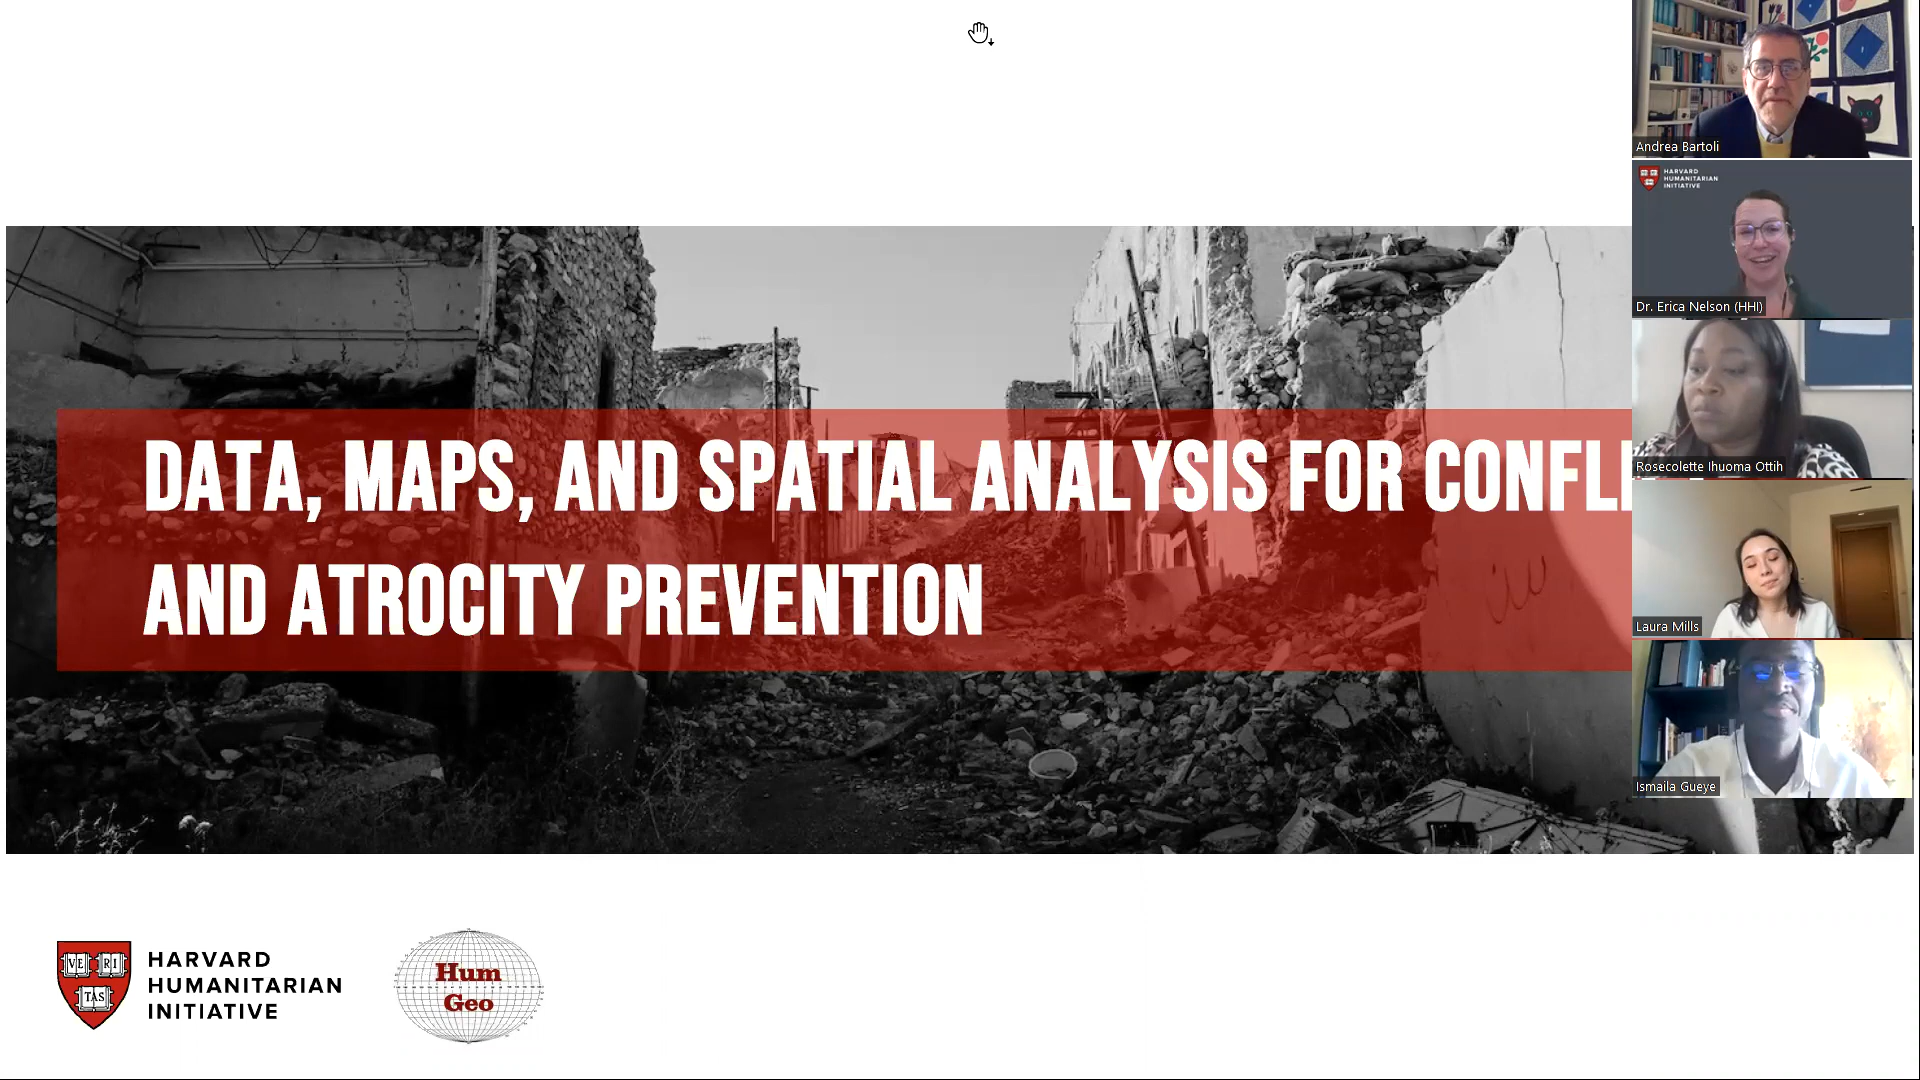 DATA, MAPS, AND SPATIAL ANALYSIS FOR CONFL
AND ATROCITY PREVENTION
HARVARD
HUMANITARIAN
INITIATIVE
VE RI
TAS
Hum
Geo
Andrea Bartoli
HARVARD
HUMANITARIAN
INITIATIVE
Dr. Erica Nelson (HHI)
Rosecolette Ihuoma Ottih
Laura Mills
Ismaila Gueye